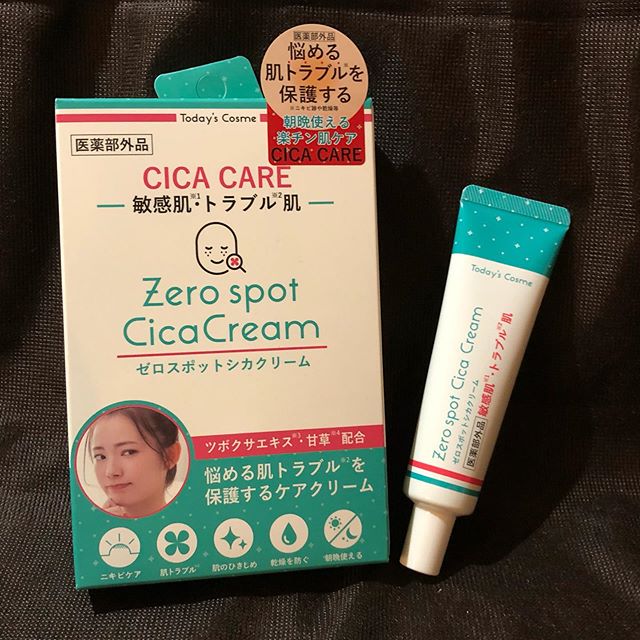 医薬部外品
悩める
肌トラブル※を
保護する
※ニキビ跡や乾燥等
朝晩使える
楽チン肌ケア
CICA CARE
Today's Cosme
医薬部外品
CICA CARE
敏感肌※1・トラブル※2肌
Zero spot
Cica Cream
ゼロスポットシカクリーム
ツボクサエキス※3・甘草※4配合
悩める肌トラブル※2を
保護するケアクリーム
ニキビケア
肌トラブル※2
肌のひきしめ
乾燥を防ぐ
朝晩使える
Today's Cosme
Zero spot Cica Cream
ゼロスポットシカクリーム
医薬部外品 敏感肌※1・トラブル※2肌